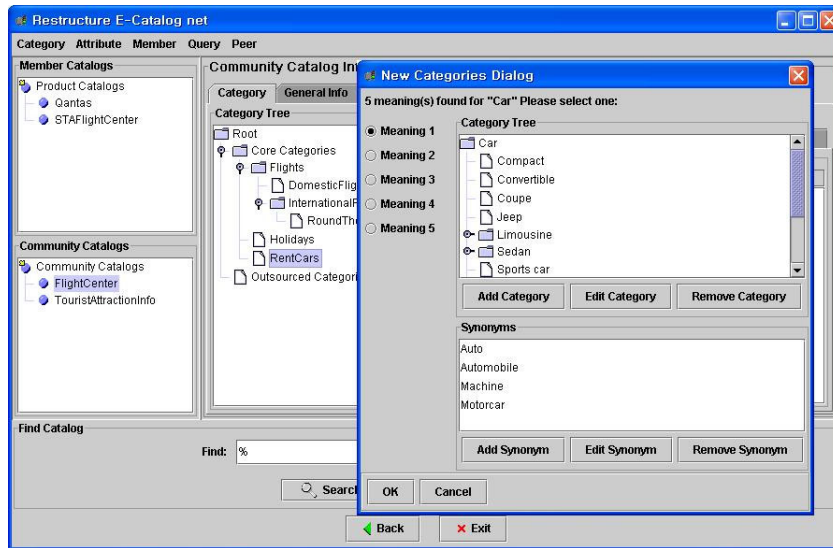 Restructure E-Catalog net
Category Attribute Member Query Peer
Member Catalogs
Product Catalogs
Qantas
STAFlightCenter
Community Catalogs
Community Catalogs
FlightCenter
TouristAttractionInfo
Community Catalog
Category General Info
Category Tree
Root
Core Categories
Flights
DomesticFlig
InternationalF
RoundThe
Holidays
RentCars
Outsourced Categori
New Categories Dialog
5 meaning(s) found for "Car" Please select one:
Meaning 1
Meaning 2
Meaning 3
Meaning 4
Meaning 5
Category Tree
Car
Compact
Convertible
Coupe
Jeep
Limousine
Sedan
Sports car
Add Category Edit Category Remove Category
Synonyms
Auto
Automobile
Machine
Motorcar
Add Synonym Edit Synonym Remove Synonym
OK Cancel
Find Catalog
Find: %
Search
Back Exit